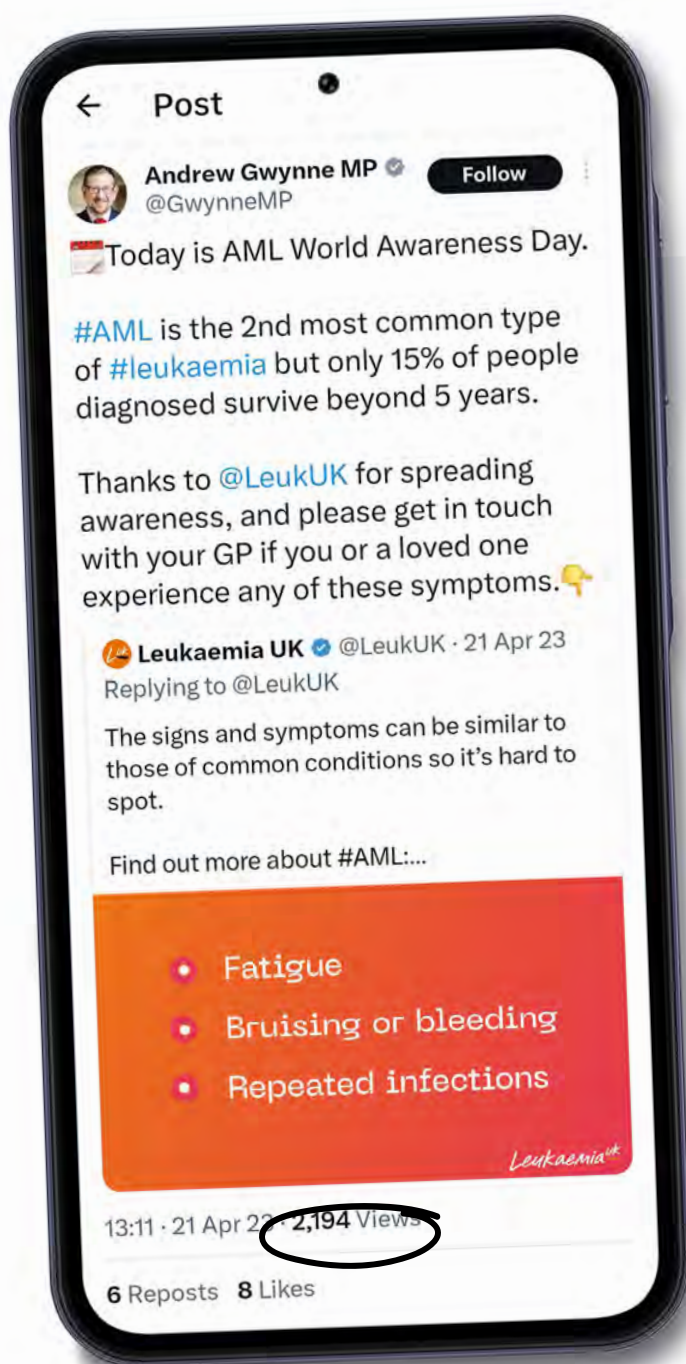 Post
Andrew Gwynne MP
Follow
@GwynneMP
Today is AML World Awareness Day.
#AML is the 2nd most common type
of #leukaemia but only 15% of people
diagnosed survive beyond 5 years.
Thanks to @LeukUK for spreading
awareness, and please get in touch
with your GP if you or a loved one
experience any of these symptoms.
Leukaemia UK @LeukUK · 21 Apr 23
Replying to @LeukUK
The signs and symptoms can be similar to
those of common conditions so it's hard to
spot.
Find out more about #AML:...
Fatigue
Bruising or bleeding
Repeated infections
Leukaemia UK
13:11 · 21 Apr 23 · 2,194 Views
6 Reposts 8 Likes